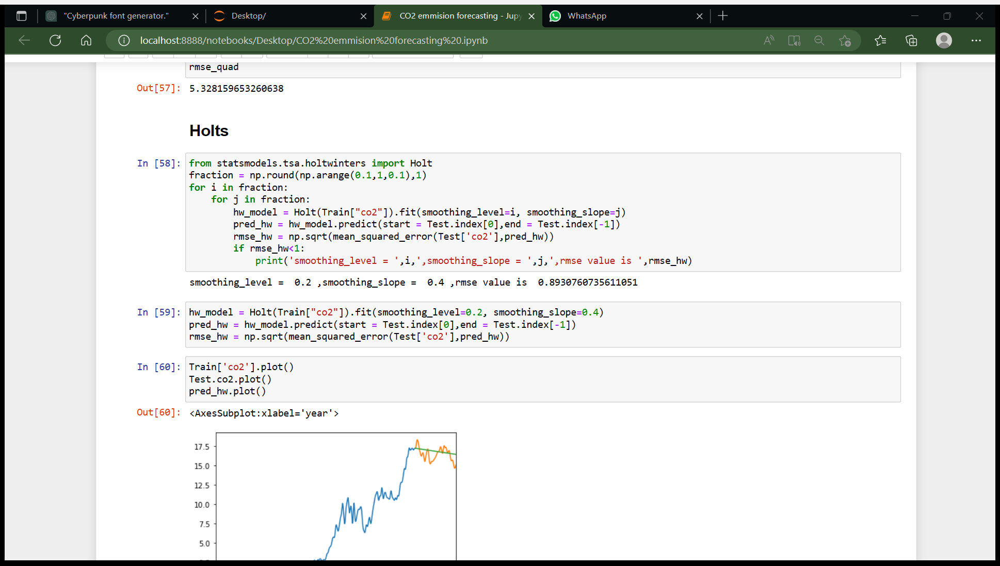 "Cyberpunk font generator."
Desktop/
CO2 emmision forecasting - Jupy
WhatsApp
localhost:8888/notebooks/Desktop/CO2%20emmision%20forecasting%20.ipynb
rmse_quad
Out[57]: 5.328159653260638
Holts
In [58]: from statsmodels.tsa.holtwinters import Holt
fraction = np.round(np.arange(0.1,1,0.1),1)
for i in fraction:
    for j in fraction:
        hw_model = Holt(Train["co2"]).fit(smoothing_level=i, smoothing_slope=j)
        pred_hw = hw_model.predict(start = Test.index[0],end = Test.index[-1])
        rmse_hw = np.sqrt(mean_squared_error(Test['co2'],pred_hw))
        if rmse_hw<1:
            print('smoothing_level = ',i,',smoothing_slope = ',j,',rmse value is ',rmse_hw)
smoothing_level =  0.2 ,smoothing_slope =  0.4 ,rmse value is  0.8930760735611051
In [59]: hw_model = Holt(Train["co2"]).fit(smoothing_level=0.2, smoothing_slope=0.4)
pred_hw = hw_model.predict(start = Test.index[0],end = Test.index[-1])
rmse_hw = np.sqrt(mean_squared_error(Test['co2'],pred_hw))
In [60]: Train['co2'].plot()
Test.co2.plot()
pred_hw.plot()
Out[60]: <AxesSubplot:xlabel='year'>
17.5
15.0
12.5
10.0
7.5
5.0